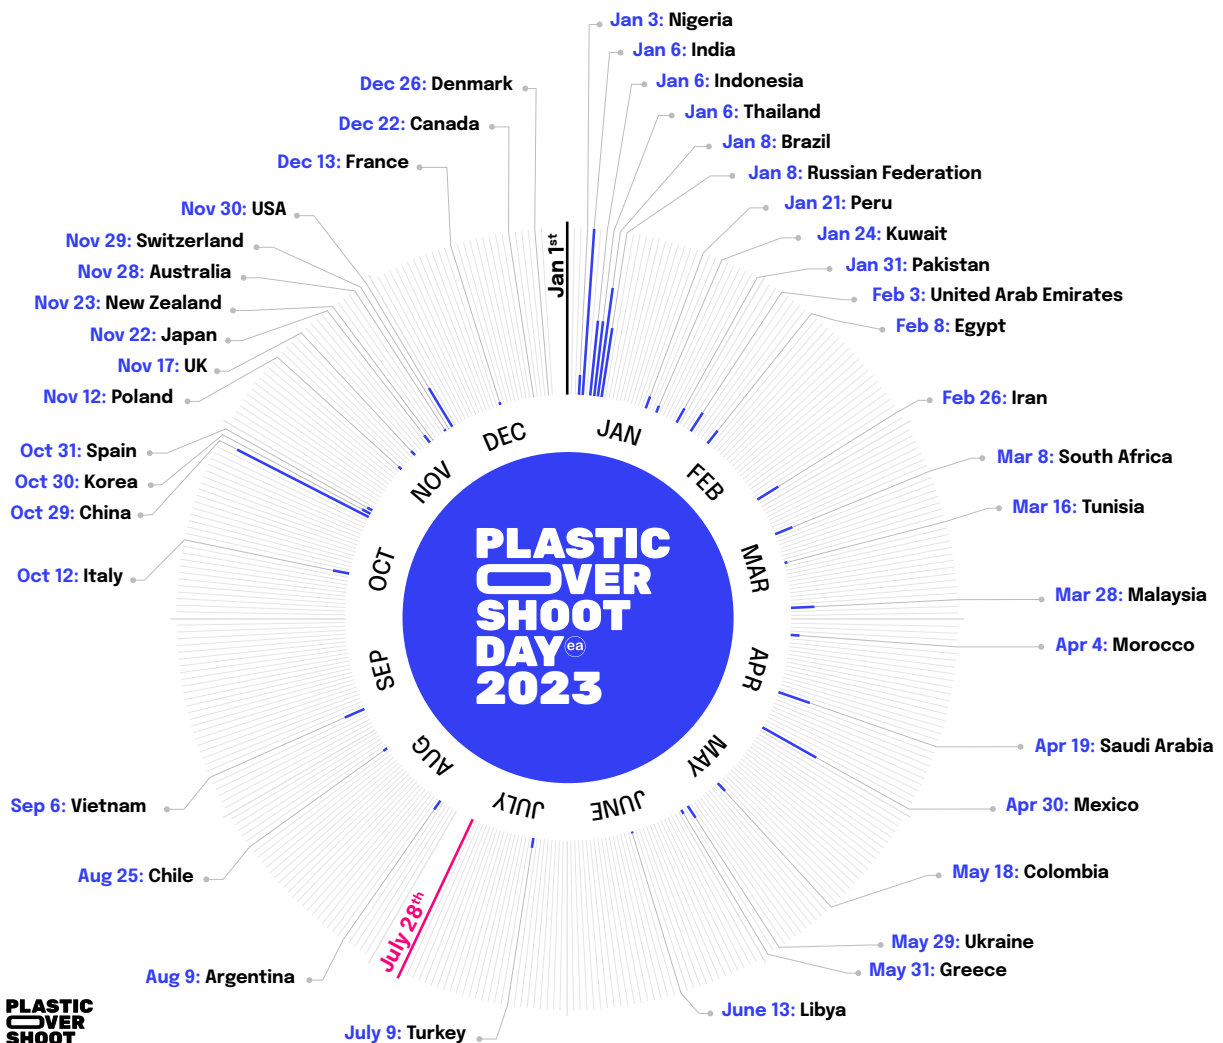 Jan 3: Nigeria
Jan 6: India
Jan 6: Indonesia
Jan 6: Thailand
Jan 8: Brazil
Jan 8: Russian Federation
Jan 21: Peru
Jan 24: Kuwait
Jan 31: Pakistan
Feb 3: United Arab Emirates
Feb 8: Egypt
Feb 26: Iran
Mar 8: South Africa
Mar 16: Tunisia
Mar 28: Malaysia
Apr 4: Morocco
Apr 19: Saudi Arabia
Apr 30: Mexico
May 18: Colombia
May 29: Ukraine
May 31: Greece
June 13: Libya
July 9: Turkey
July 28th
Aug 9: Argentina
Aug 25: Chile
Sep 6: Vietnam
Oct 12: Italy
Oct 29: China
Oct 30: Korea
Oct 31: Spain
Nov 12: Poland
Nov 17: UK
Nov 22: Japan
Nov 23: New Zealand
Nov 28: Australia
Nov 29: Switzerland
Nov 30: USA
Dec 13: France
Dec 22: Canada
Dec 26: Denmark
Jan 1st
JAN
FEB
MAR
APR
MAY
JUNE
JULY
AUG
SEP
OCT
NOV
DEC
PLASTIC
OVER
SHOOT
DAY ea
2023
PLASTIC
OVER
SHOOT